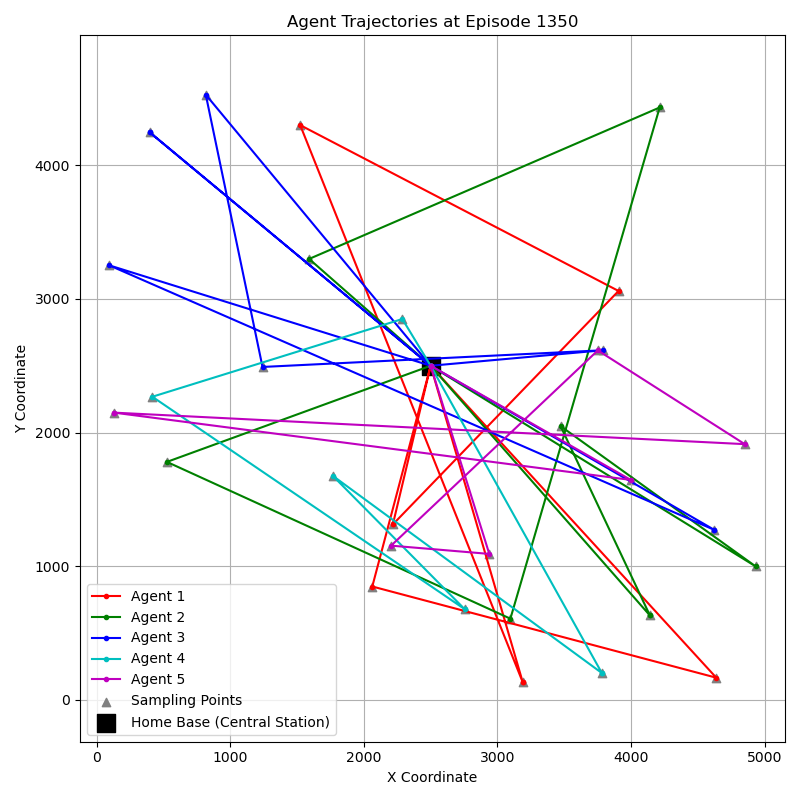 Agent Trajectories at Episode 1350
Y Coordinate
4000
3000
2000
1000
0
Agent 1
Agent 2
Agent 3
Agent 4
Agent 5
Sampling Points
Home Base (Central Station)
0 1000 2000 3000 4000 5000
X Coordinate